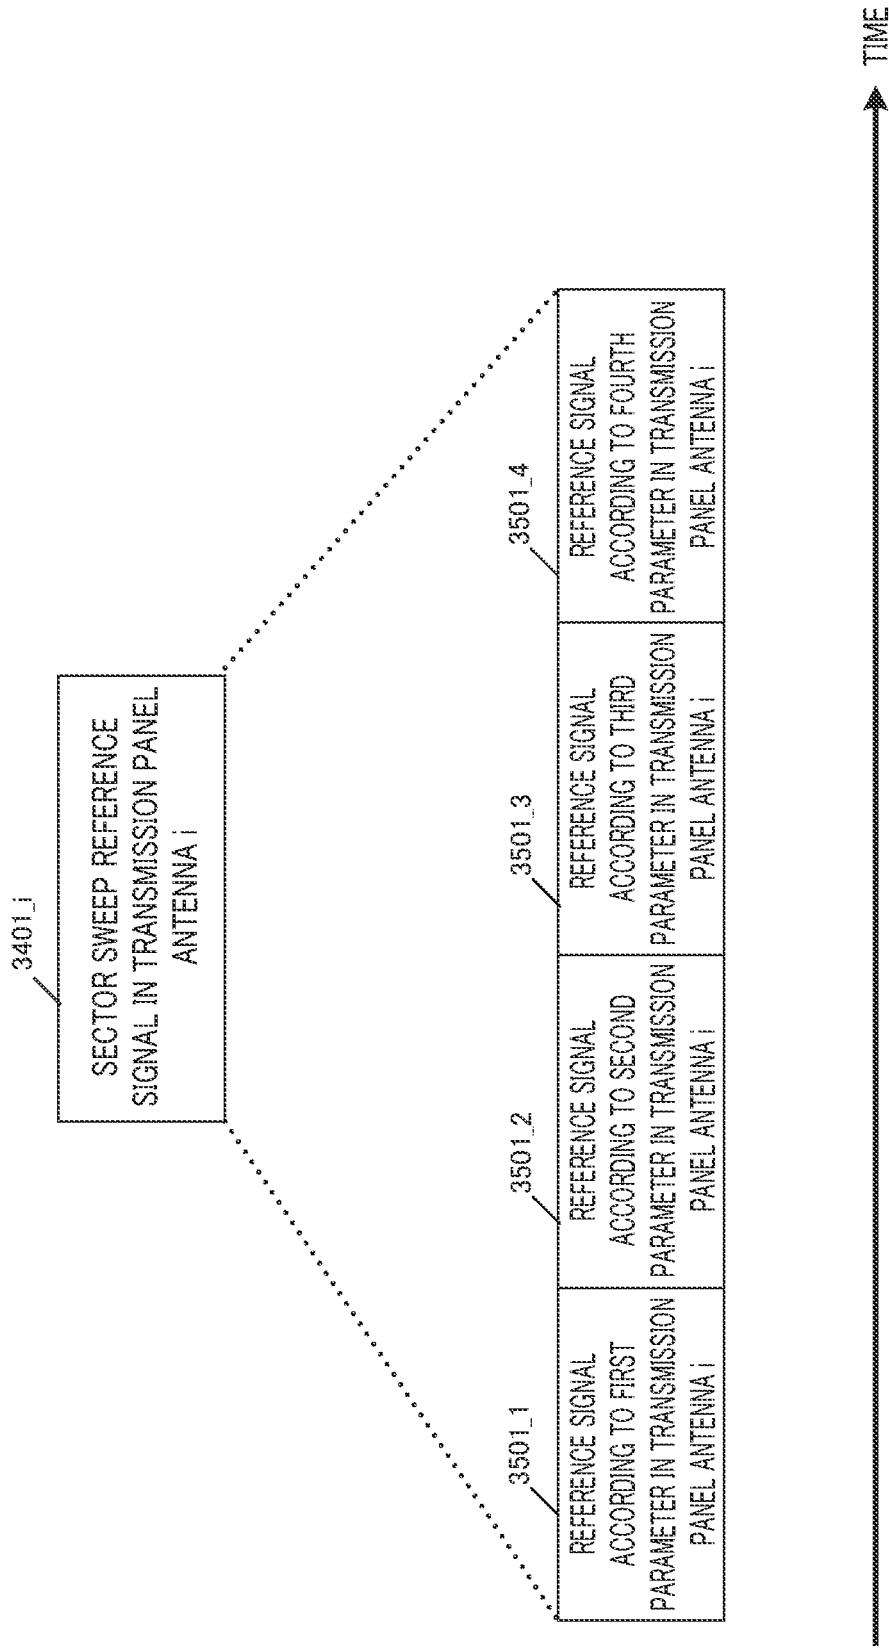 3401_i
SECTOR SWEEP REFERENCE
SIGNAL IN TRANSMISSION PANEL
ANTENNA i
3501_1
REFERENCE SIGNAL
ACCORDING TO FIRST
PARAMETER IN TRANSMISSION
PANEL ANTENNA i
3501_2
REFERENCE SIGNAL
ACCORDING TO SECOND
PARAMETER IN TRANSMISSION
PANEL ANTENNA i
3501_3
REFERENCE SIGNAL
ACCORDING TO THIRD
PARAMETER IN TRANSMISSION
PANEL ANTENNA i
3501_4
REFERENCE SIGNAL
ACCORDING TO FOURTH
PARAMETER IN TRANSMISSION
PANEL ANTENNA i
TIME